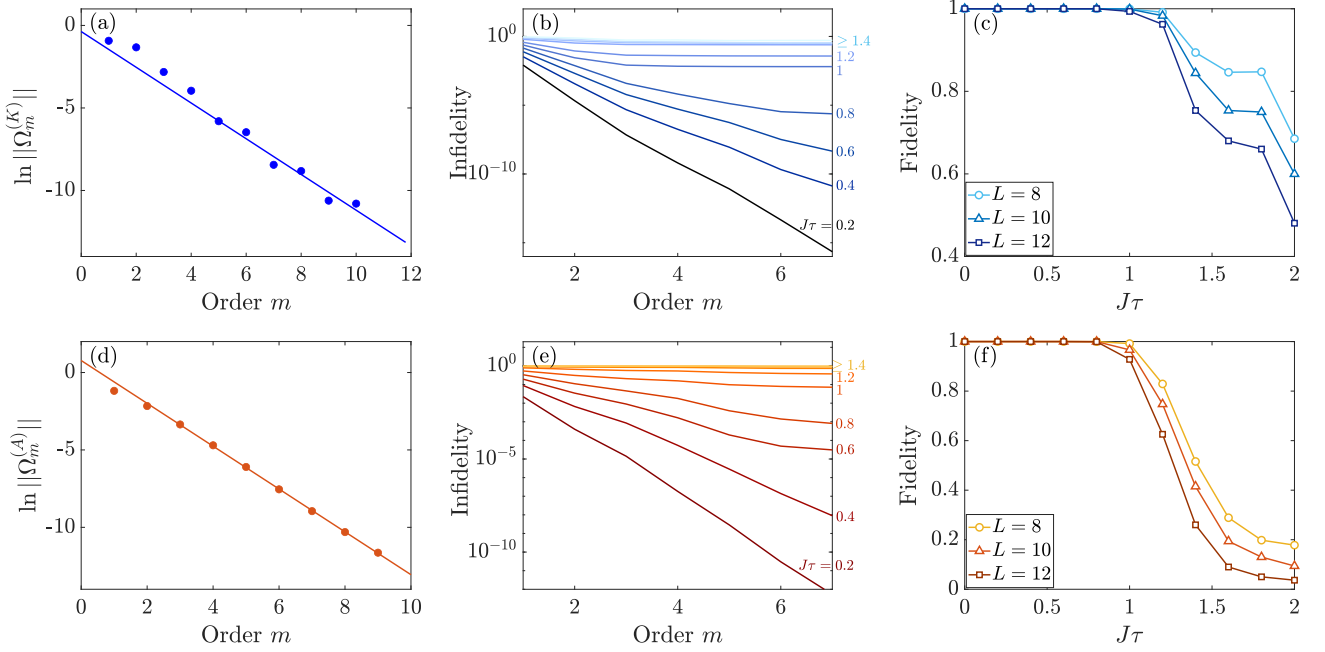 (a)
0
-5
-10
ln ||Ω_m^{(K)}||
0 2 4 6 8 10 12
Order m
(b)
10^0
10^{-5}
10^{-10}
Infidelity
≥ 1.4
1.2
1
0.8
0.6
0.4
Jτ = 0.2
2 4 6
Order m
(c)
1
0.8
0.6
0.4
Fidelity
L = 8
L = 10
L = 12
0 0.5 1 1.5 2
Jτ
(d)
0
-5
-10
ln ||Ω_m^{(A)}||
0 2 4 6 8 10
Order m
(e)
10^0
10^{-5}
10^{-10}
Infidelity
≥ 1.4
1.2
1
0.8
0.6
0.4
Jτ = 0.2
2 4 6
Order m
(f)
1
0.8
0.6
0.4
0.2
0
Fidelity
L = 8
L = 10
L = 12
0 0.5 1 1.5 2
Jτ